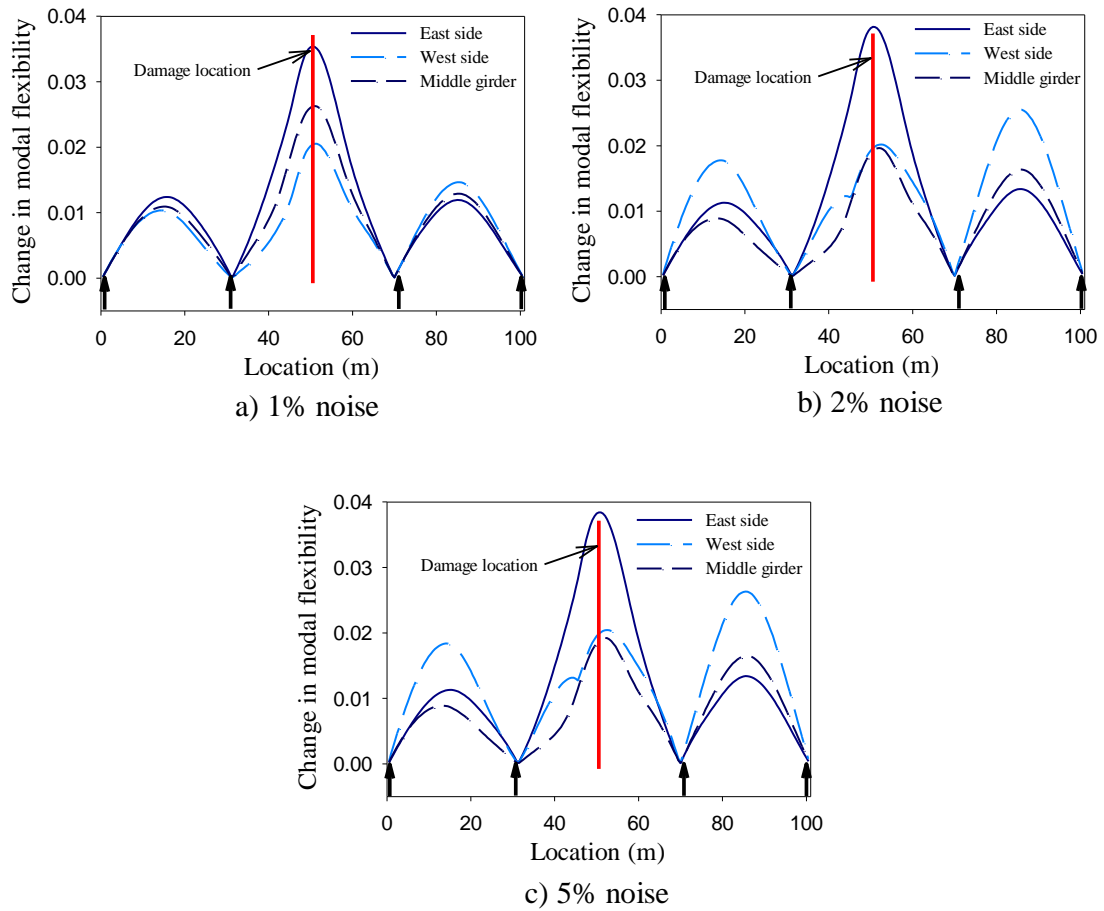 0.04
0.03
0.02
0.01
0.00
Change in modal flexibility
East side
West side
Middle girder
Damage location
0 20 40 60 80 100
Location (m)
a) 1% noise
0.04
0.03
0.02
0.01
0.00
Change in modal flexibility
East side
West side
Middle girder
Damage location
0 20 40 60 80 100
Location (m)
b) 2% noise
0.04
0.03
0.02
0.01
0.00
Change in modal flexibility
East side
West side
Middle girder
Damage location
0 20 40 60 80 100
Location (m)
c) 5% noise